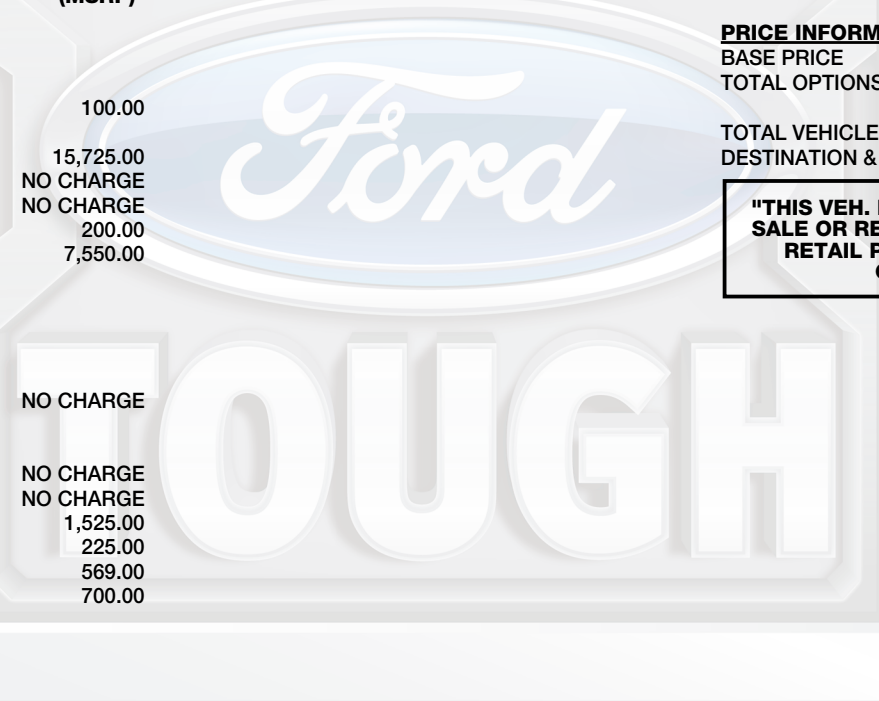 (MSRP)
100.00
15,725.00
NO CHARGE
NO CHARGE
200.00
7,550.00
NO CHARGE
NO CHARGE
NO CHARGE
1,525.00
225.00
569.00
700.00
PRICE INFORM
BASE PRICE
TOTAL OPTIONS
TOTAL VEHICLE
DESTINATION &
"THIS VEH.
SALE OR RE
RETAIL P
Ford
TOUGH